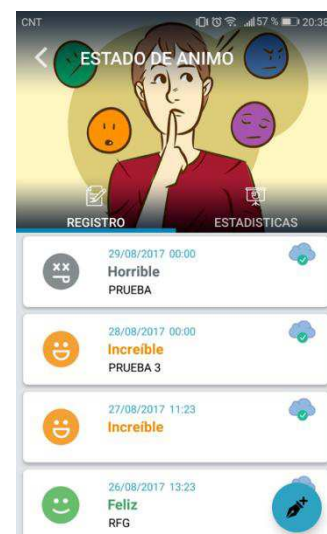 CNT 57 % 20:38
ESTADO DE ANIMO
REGISTRO ESTADISTICAS
29/08/2017 00:00
Horrible
PRUEBA
28/08/2017 00:00
Increíble
PRUEBA 3
27/08/2017 11:23
Increíble
26/08/2017 13:23
Feliz
RFG